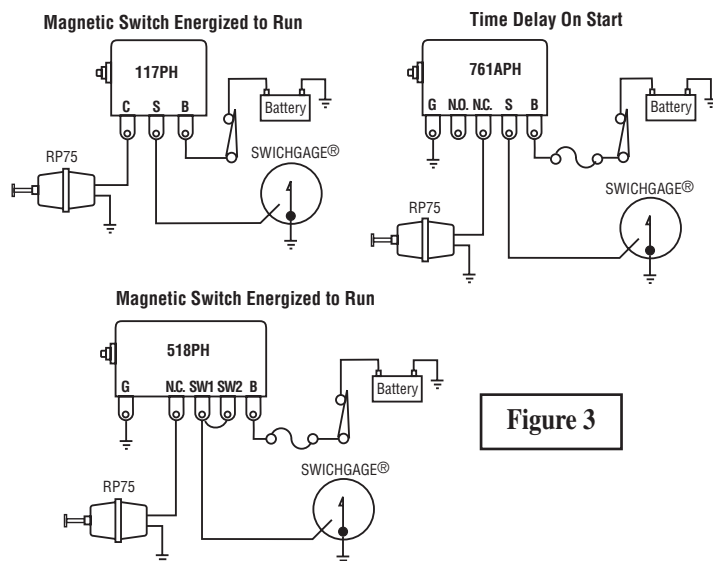 Magnetic Switch Energized to Run
117PH
C S B
Battery
RP75
SWICHGAGE®
Time Delay On Start
761APH
G N.O. N.C. S B
Battery
RP75
SWICHGAGE®
Magnetic Switch Energized to Run
518PH
G N.C. SW1 SW2 B
Battery
RP75
SWICHGAGE®
Figure 3